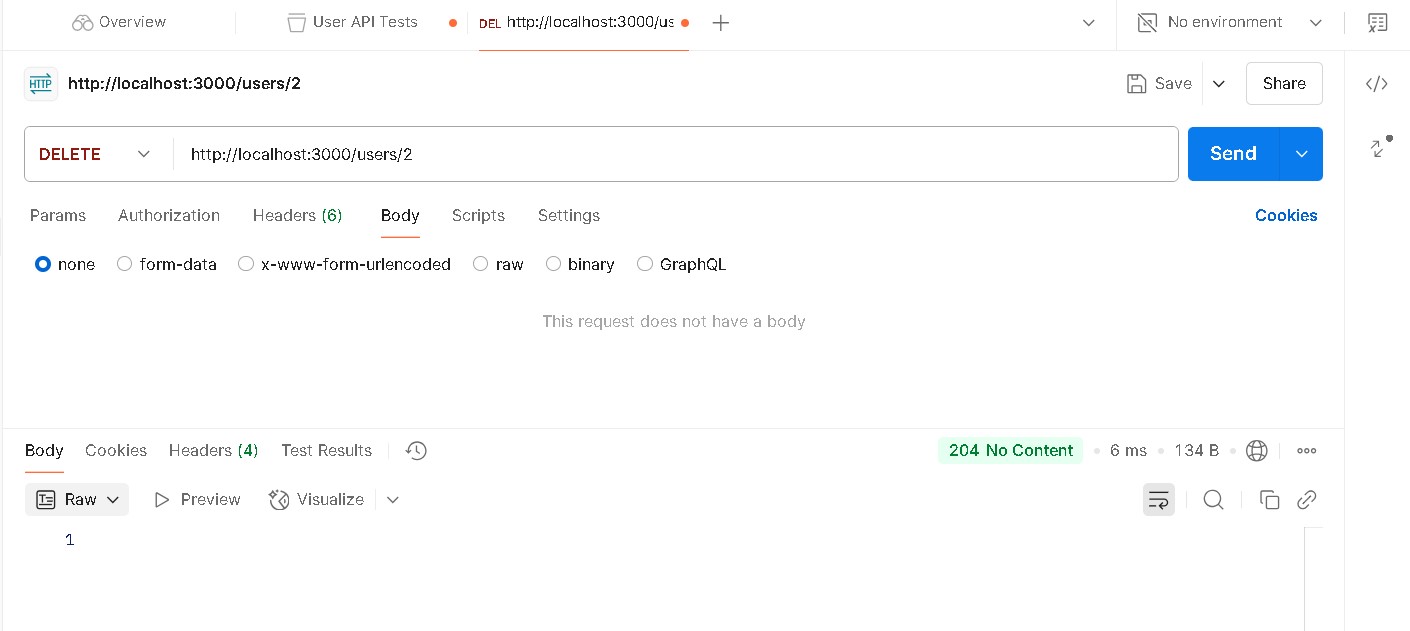 Overview User API Tests DEL http://localhost:3000/us No environment
HTTP http://localhost:3000/users/2 Save Share
DELETE http://localhost:3000/users/2 Send
Params Authorization Headers (6) Body Scripts Settings Cookies
none form-data x-www-form-urlencoded raw binary GraphQL
This request does not have a body
Body Cookies Headers (4) Test Results 204 No Content 6 ms 134 B
Raw Preview Visualize
1